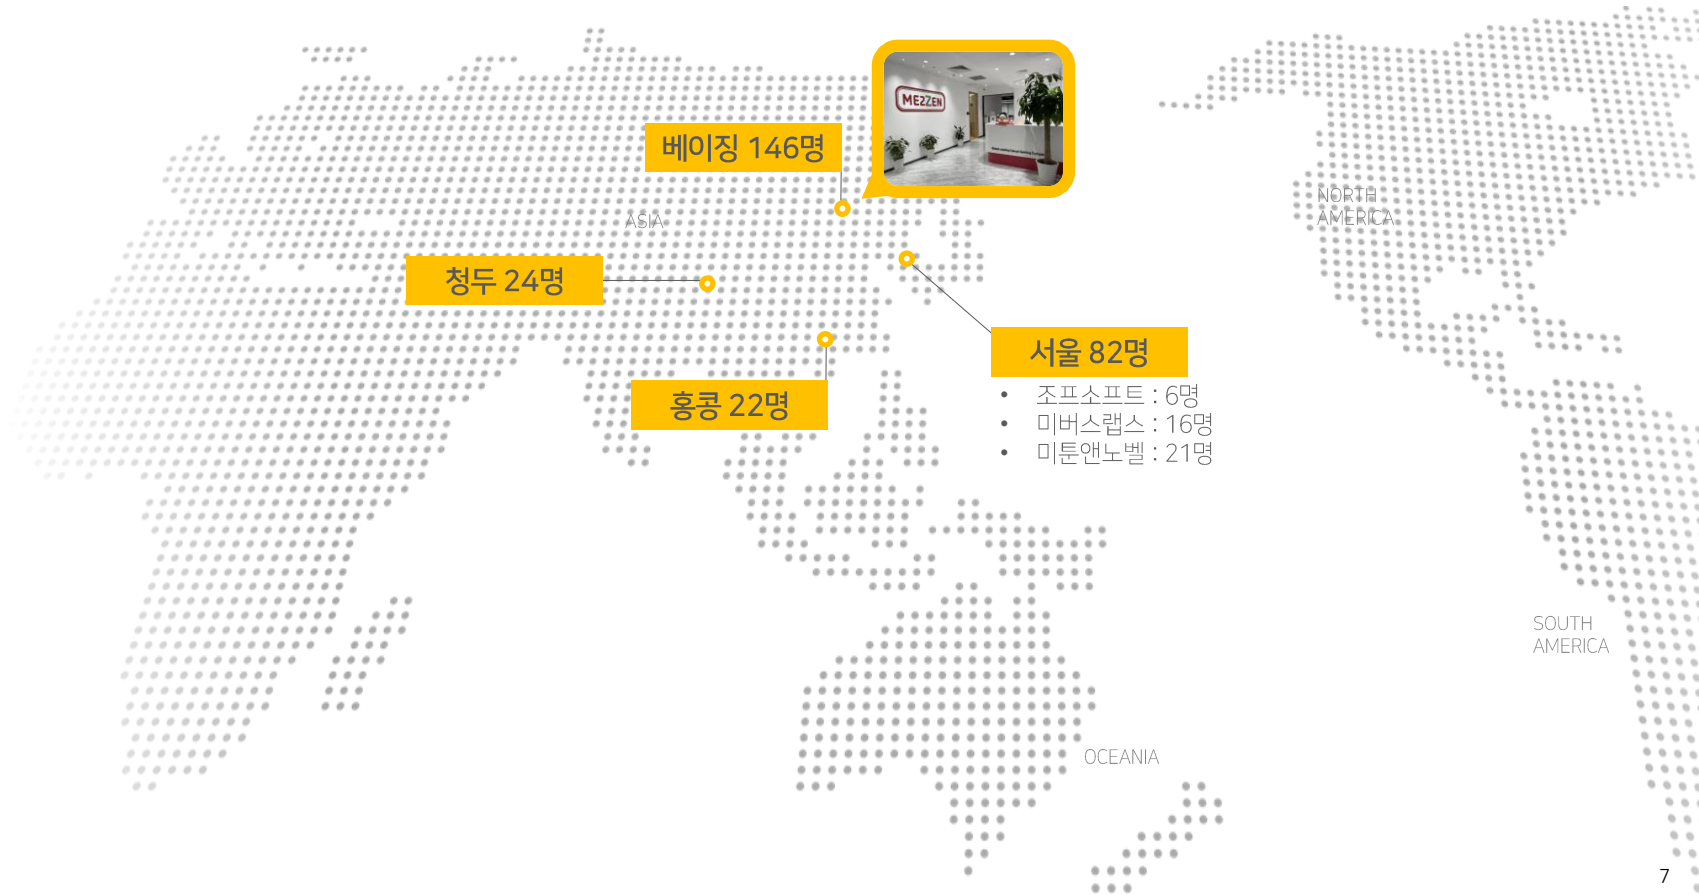 MEZZEN
베이징 146명
ASIA
NORTH
AMERICA
청두 24명
서울 82명
• 조프소프트 : 6명
• 미버스랩스 : 16명
• 미툰앤노벨 : 21명
홍콩 22명
SOUTH
AMERICA
OCEANIA
7